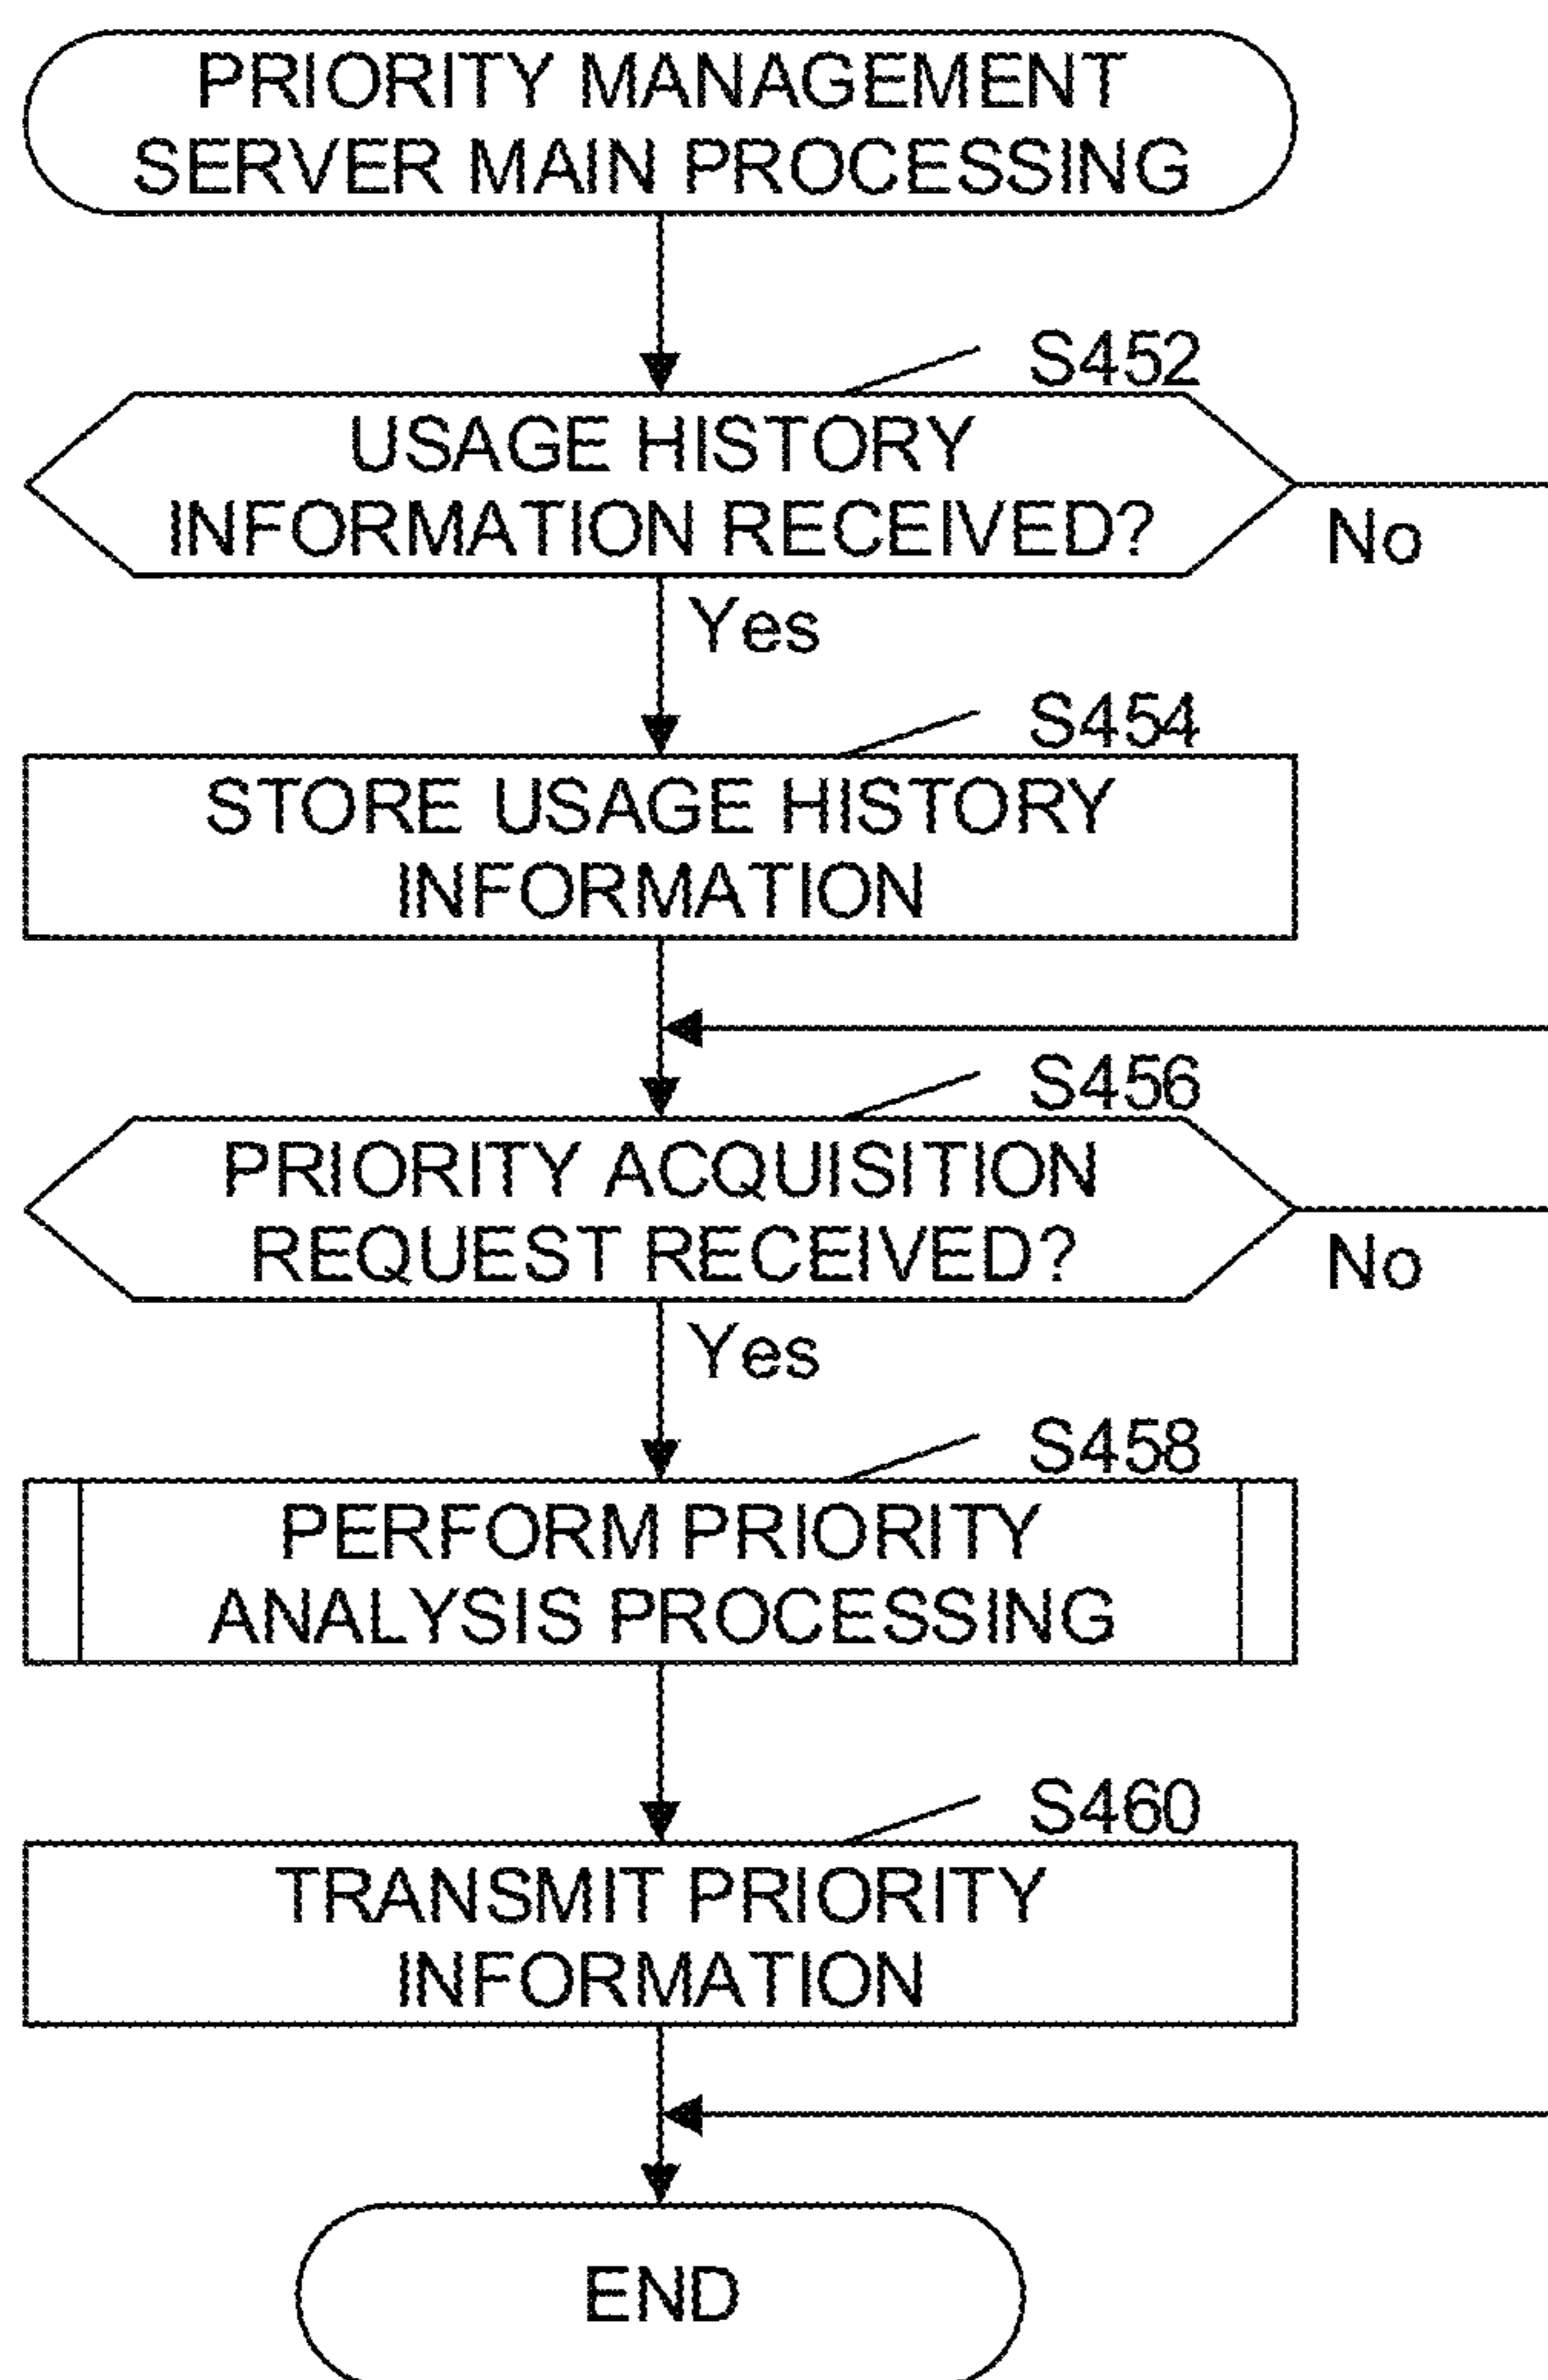 PRIORITY MANAGEMENT
SERVER MAIN PROCESSING
S452
USAGE HISTORY
INFORMATION RECEIVED?
No
Yes
S454
STORE USAGE HISTORY
INFORMATION
S456
PRIORITY ACQUISITION
REQUEST RECEIVED?
No
Yes
S458
PERFORM PRIORITY
ANALYSIS PROCESSING
S460
TRANSMIT PRIORITY
INFORMATION
END